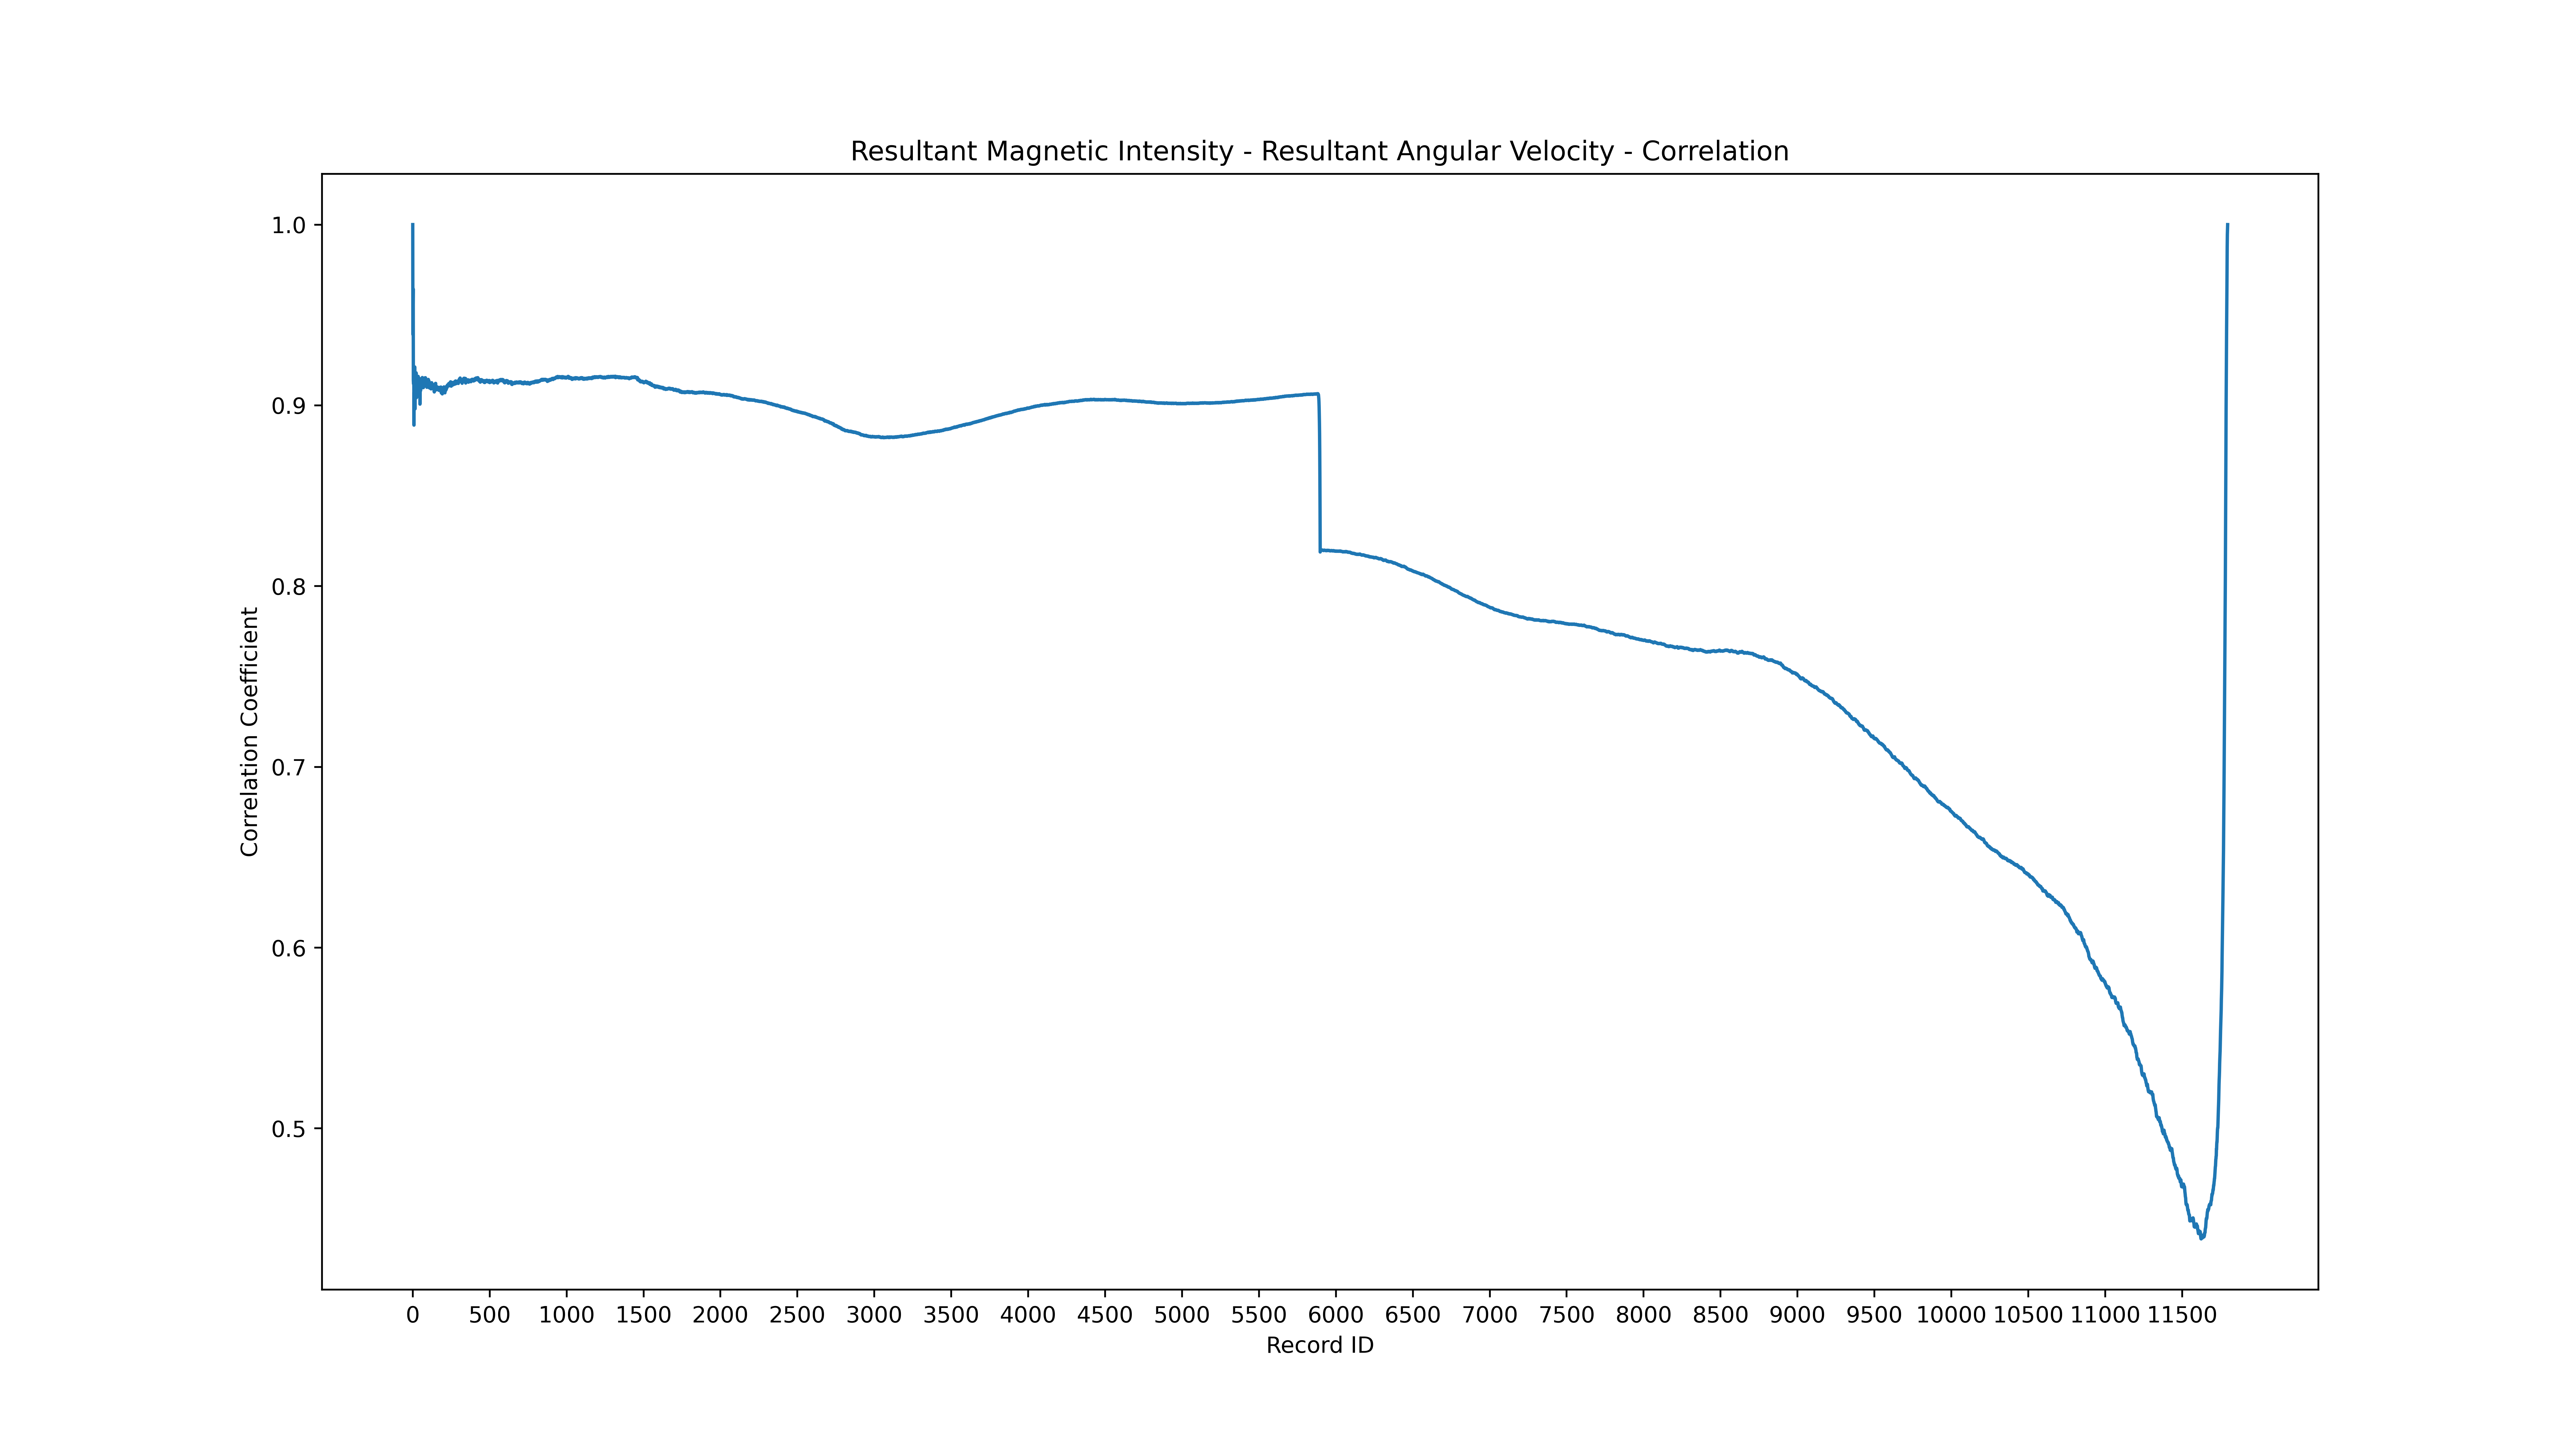 Resultant Magnetic Intensity - Resultant Angular Velocity - Correlation
1.0
0.9
0.8
0.7
0.6
0.5
Correlation Coefficient
0 500 1000 1500 2000 2500 3000 3500 4000 4500 5000 5500 6000 6500 7000 7500 8000 8500 9000 9500 10000 10500 11000 11500
Record ID